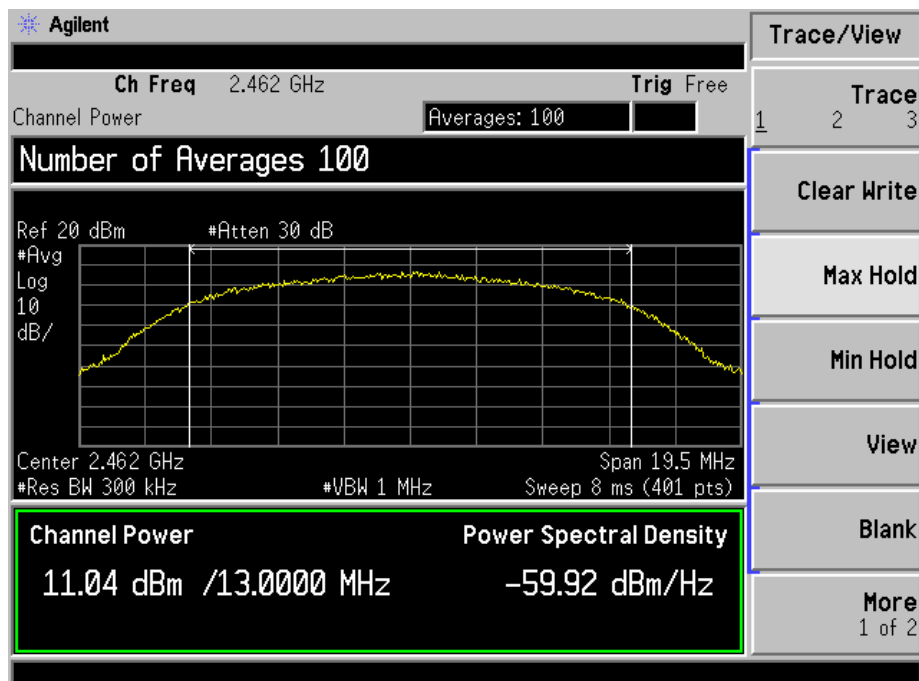 Agilent
Trace/View
Ch Freq 2.462 GHz Trig Free
Channel Power Averages: 100
Number of Averages 100
Ref 20 dBm #Atten 30 dB
#Avg
Log
10
dB/
Center 2.462 GHz Span 19.5 MHz
#Res BW 300 kHz #VBW 1 MHz Sweep 8 ms (401 pts)
Channel Power Power Spectral Density
11.04 dBm /13.0000 MHz -59.92 dBm/Hz
Trace
1 2 3
Clear Write
Max Hold
Min Hold
View
Blank
More
1 of 2